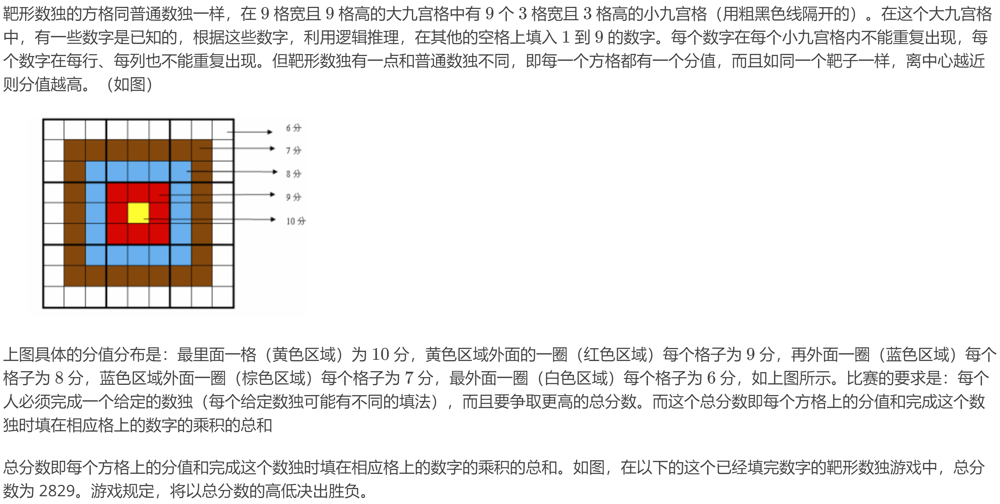 靶形数独的方格同普通数独一样，在 9 格宽且 9 格高的大九宫格中有 9 个 3 格宽且 3 格高的小九宫格（用粗黑色线隔开的）。在这个大九宫格
中，有一些数字是已知的，根据这些数字，利用逻辑推理，在其他的空格上填入 1 到 9 的数字。每个数字在每个小九宫格内不能重复出现，每
个数字在每行、每列也不能重复出现。但靶形数独有一点和普通数独不同，即每一个方格都有一个分值，而且如同一个靶子一样，离中心越近
则分值越高。（如图）
6 分
7 分
8 分
9 分
10 分
上图具体的分值分布是：最里面一格（黄色区域）为 10 分，黄色区域外面的一圈（红色区域）每个格子为 9 分，再外面一圈（蓝色区域）每个
格子为 8 分，蓝色区域外面一圈（棕色区域）每个格子为 7 分，最外面一圈（白色区域）每个格子为 6 分，如上图所示。比赛的要求是：每个
人必须完成一个给定的数独（每个给定数独可能有不同的填法），而且要争取更高的总分数。而这个总分数即每个方格上的分值和完成这个数
独时填在相应格上的数字的乘积的总和
总分数即每个方格上的分值和完成这个数独时填在相应格上的数字的乘积的总和。如图，在以下的这个已经填完数字的靶形数独游戏中，总分
数为 2829。游戏规定，将以总分数的高低决出胜负。